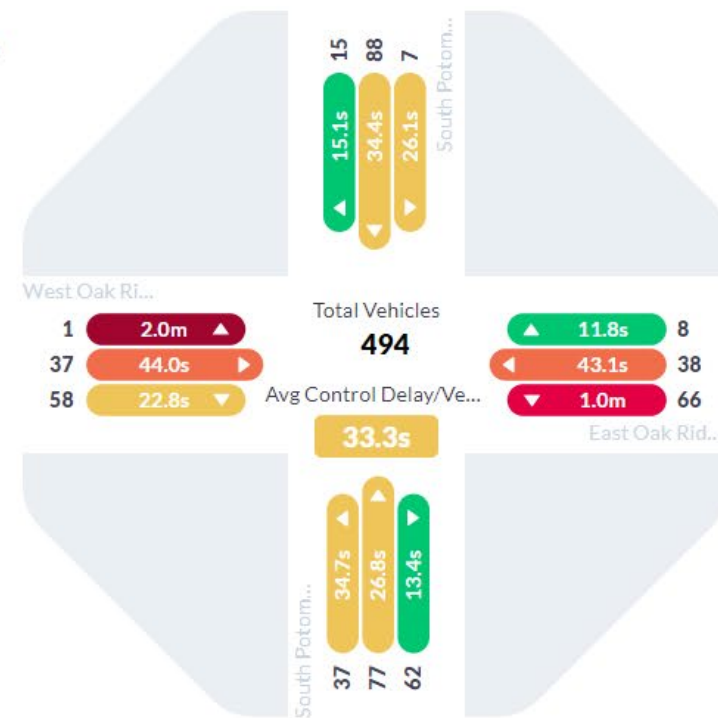 15 88 7
15.1s 34.4s 26.1s
South Potom...
West Oak Ri...
1 2.0m
37 44.0s
58 22.8s
Total Vehicles
494
Avg Control Delay/Ve...
33.3s
11.8s 8
43.1s 38
1.0m 66
East Oak Rid...
South Potom...
34.7s 26.8s 13.4s
37 77 62